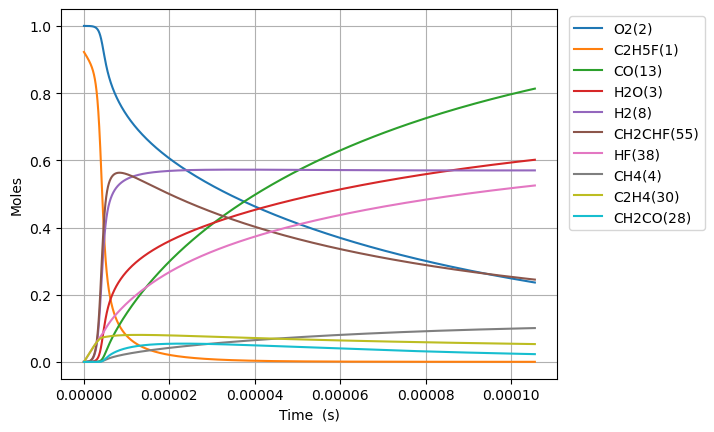 1.0
0.8
0.6
0.4
0.2
0.0
Moles
0.00000
0.00002
0.00004
0.00006
0.00008
0.00010
Time  (s)
O2(2)
C2H5F(1)
CO(13)
H2O(3)
H2(8)
CH2CHF(55)
HF(38)
CH4(4)
C2H4(30)
CH2CO(28)